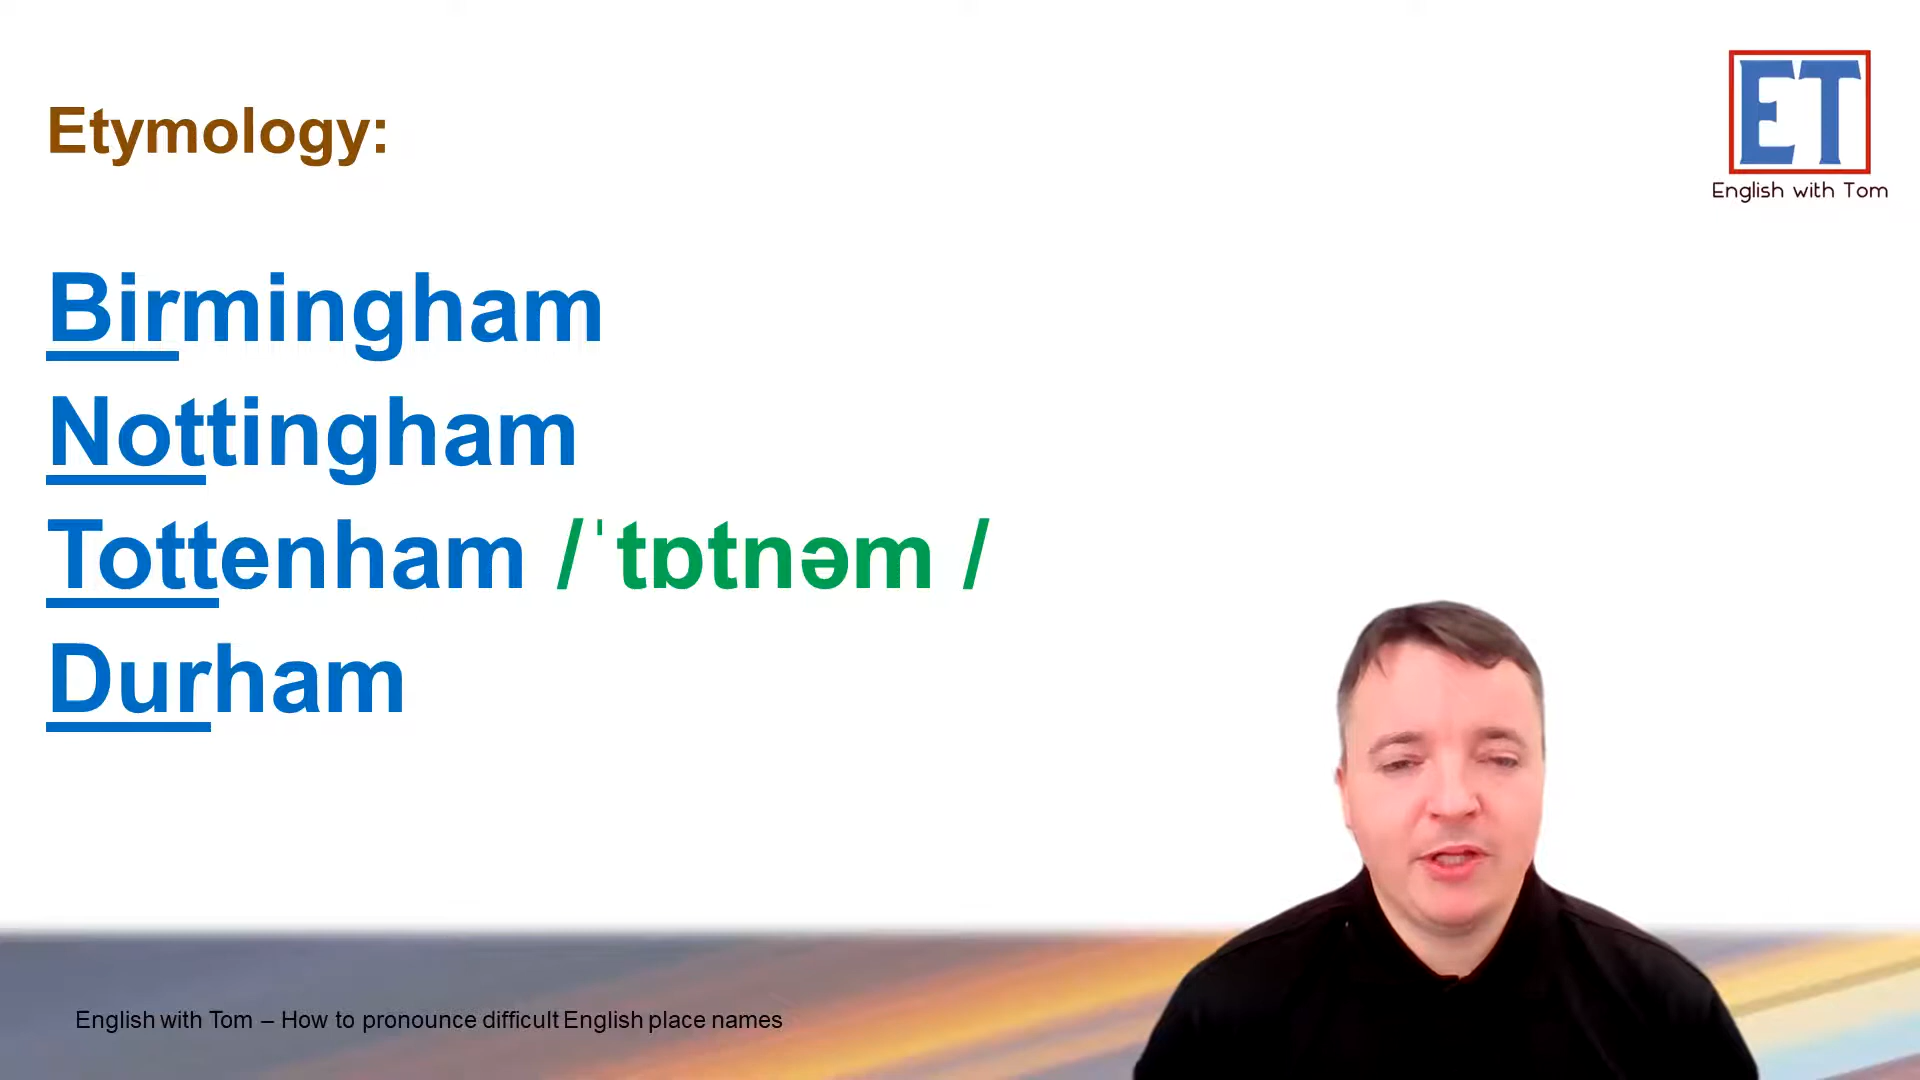 Etymology:
ET
English with Tom
Birmingham
Nottingham
Tottenham /ˈtɒtnəm /
Durham
English with Tom – How to pronounce difficult English place names